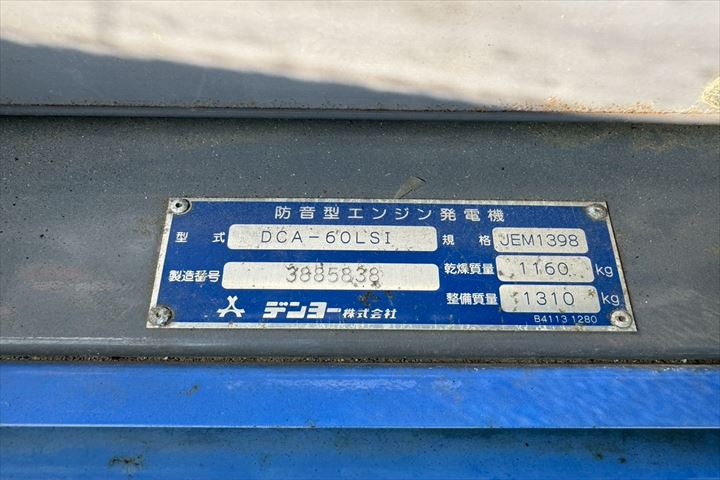 防音型エンジン発電機
型式 DCA-60LSI 規格 JEM1398
製造番号 3885838 乾燥質量 1160 kg
デンヨー株式会社 整備質量 1310 kg
B4113 1280